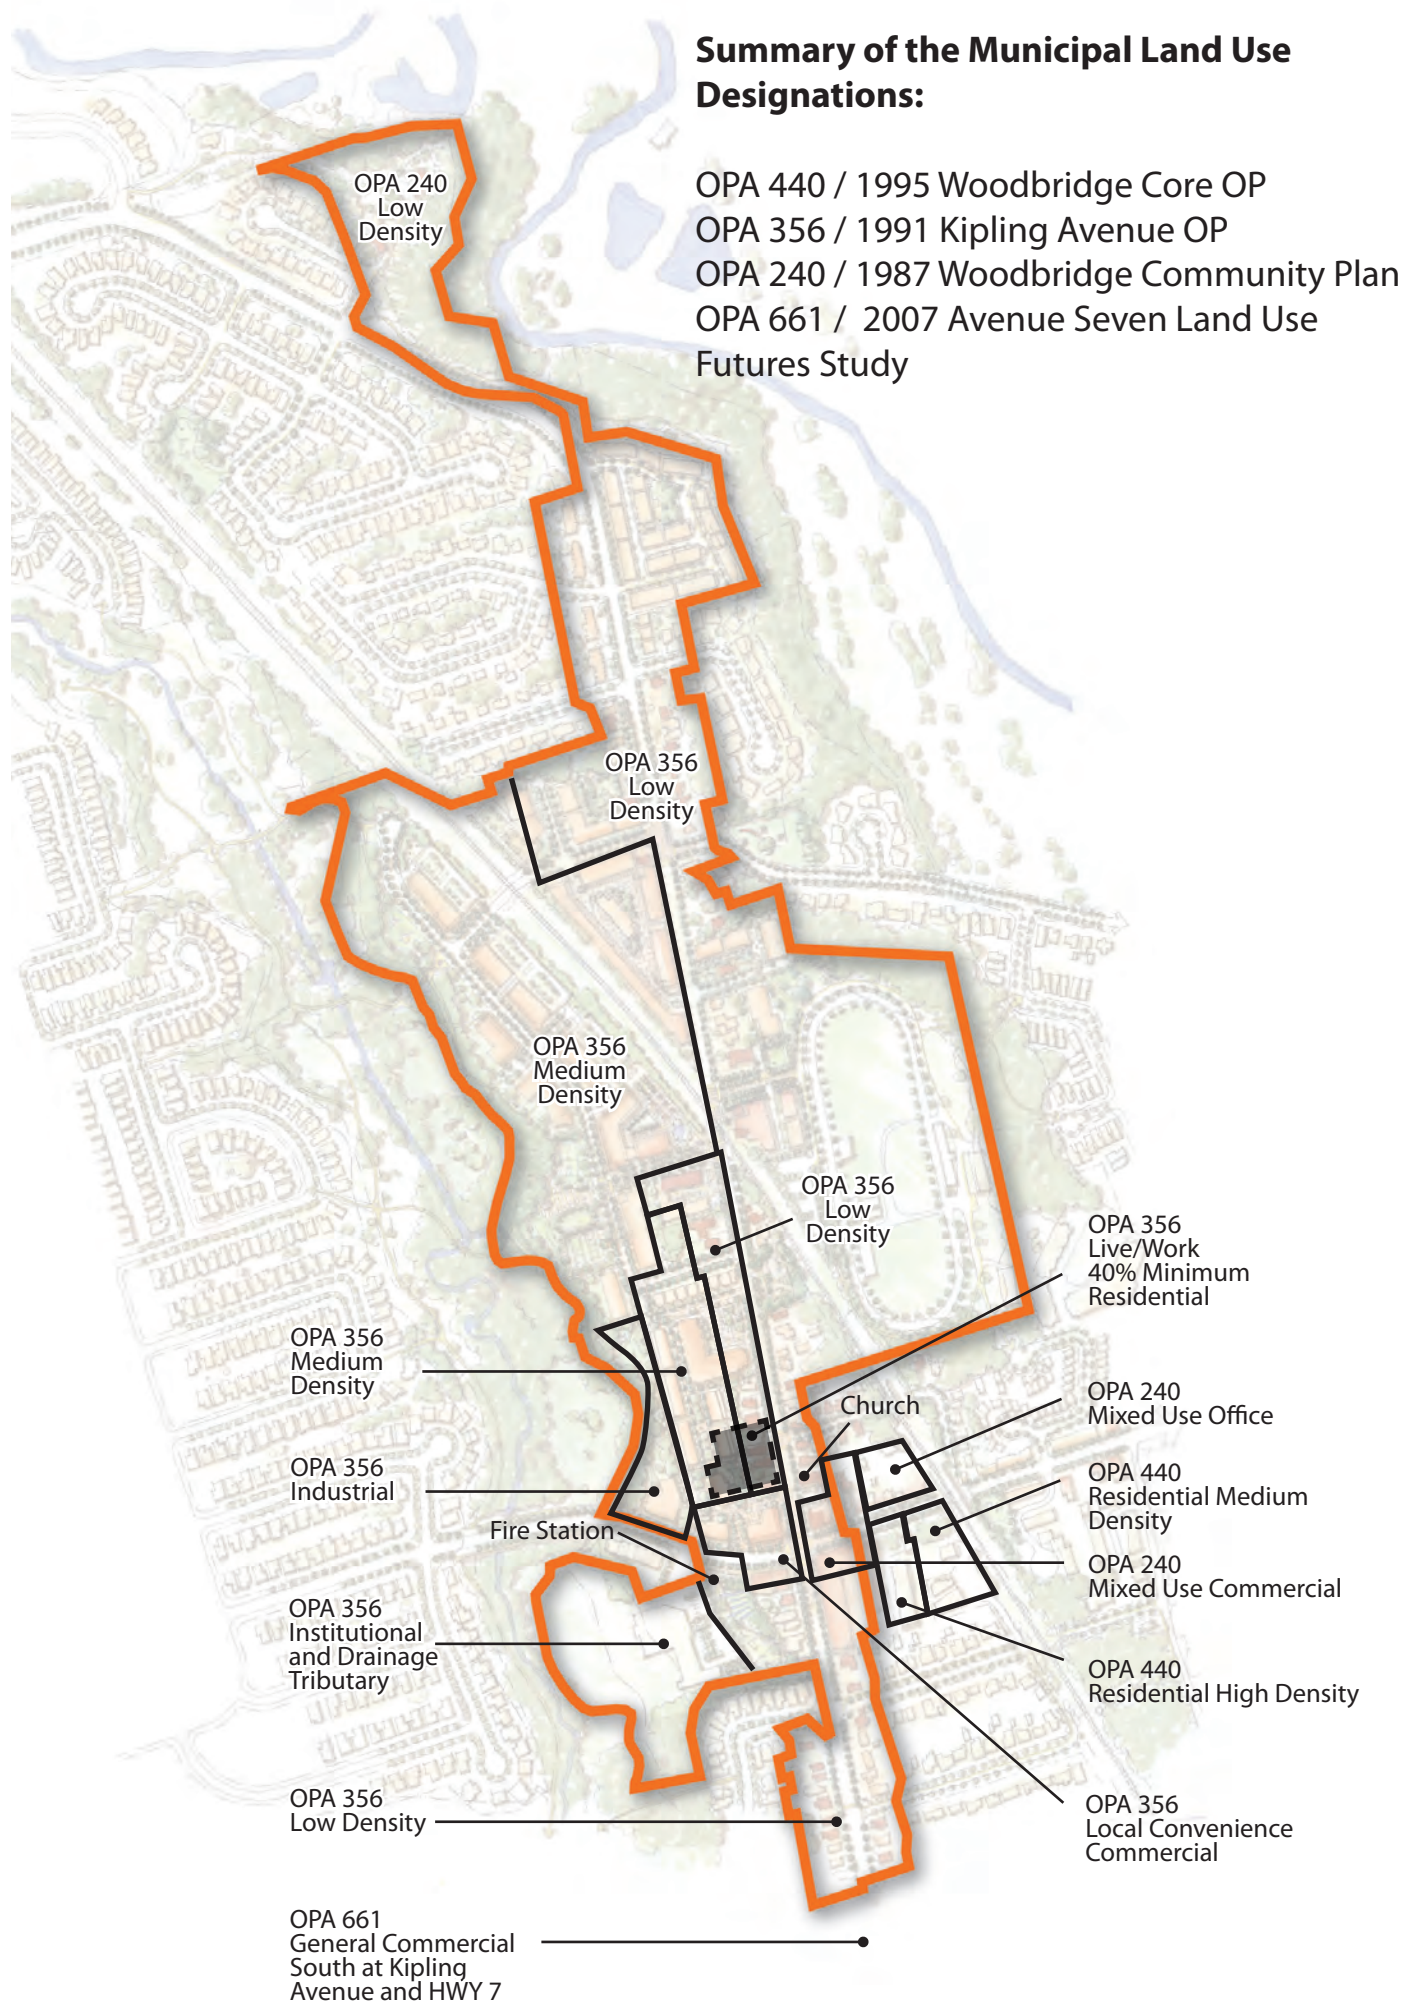 Summary of the Municipal Land Use
Designations:
OPA 440 / 1995 Woodbridge Core OP
OPA 356 / 1991 Kipling Avenue OP
OPA 240 / 1987 Woodbridge Community Plan
OPA 661 /  2007 Avenue Seven Land Use
Futures Study
OPA 240
Low
Density
OPA 356
Low
Density
OPA 356
Medium
Density
OPA 356
Low
Density
OPA 356
Live/Work
40% Minimum
Residential
OPA 356
Medium
Density
Church
OPA 240
Mixed Use Office
OPA 356
Industrial
OPA 440
Residential Medium
Density
Fire Station
OPA 240
Mixed Use Commercial
OPA 356
Institutional
and Drainage
Tributary
OPA 440
Residential High Density
OPA 356
Low Density
OPA 356
Local Convenience
Commercial
OPA 661
General Commercial
South at Kipling
Avenue and HWY 7